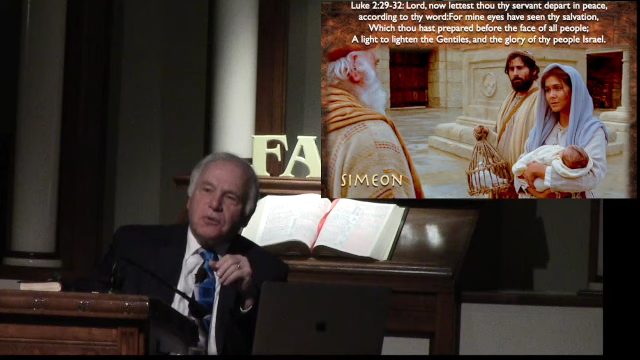 Luke 2:29-32: Lord, now lettest thou thy servant depart in peace,
according to thy word:For mine eyes have seen thy salvation,
Which thou hast prepared before the face of all people;
A light to lighten the Gentiles, and the glory of thy people Israel.
SIMEON
FA